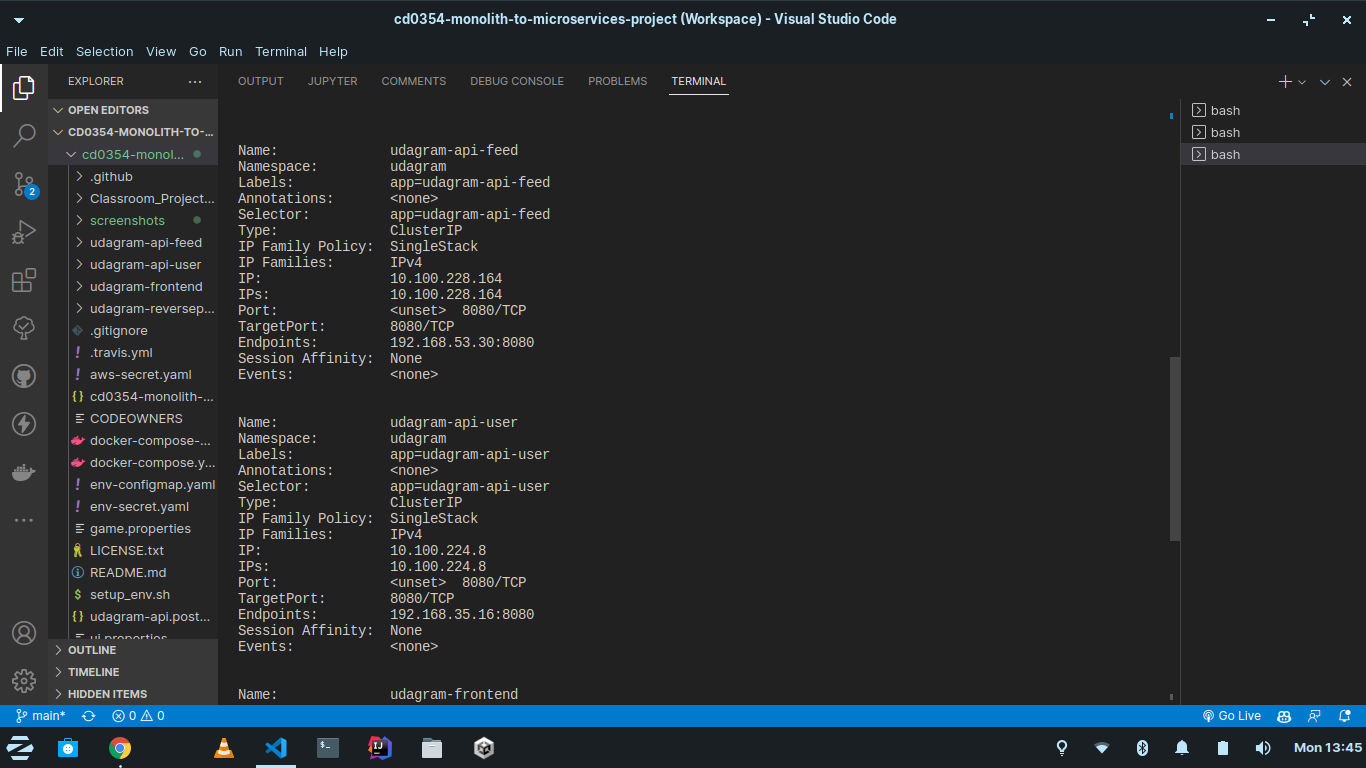 cd0354-monolith-to-microservices-project (Workspace) - Visual Studio Code
File Edit Selection View Go Run Terminal Help
EXPLORER
OPEN EDITORS
CD0354-MONOLITH-TO-...
cd0354-monol...
.github
Classroom_Project...
screenshots
udagram-api-feed
udagram-api-user
udagram-frontend
udagram-reversep...
.gitignore
.travis.yml
aws-secret.yaml
cd0354-monolith-...
CODEOWNERS
docker-compose-...
docker-compose.y...
env-configmap.yaml
env-secret.yaml
game.properties
LICENSE.txt
README.md
setup_env.sh
udagram-api.post...
ui.properties
OUTLINE
TIMELINE
HIDDEN ITEMS
2
OUTPUT JUPYTER COMMENTS DEBUG CONSOLE PROBLEMS TERMINAL
Name: udagram-api-feed
Namespace: udagram
Labels: app=udagram-api-feed
Annotations: <none>
Selector: app=udagram-api-feed
Type: ClusterIP
IP Family Policy: SingleStack
IP Families: IPv4
IP: 10.100.228.164
IPs: 10.100.228.164
Port: <unset> 8080/TCP
TargetPort: 8080/TCP
Endpoints: 192.168.53.30:8080
Session Affinity: None
Events: <none>
Name: udagram-api-user
Namespace: udagram
Labels: app=udagram-api-user
Annotations: <none>
Selector: app=udagram-api-user
Type: ClusterIP
IP Family Policy: SingleStack
IP Families: IPv4
IP: 10.100.224.8
IPs: 10.100.224.8
Port: <unset> 8080/TCP
TargetPort: 8080/TCP
Endpoints: 192.168.35.16:8080
Session Affinity: None
Events: <none>
Name: udagram-frontend
bash
bash
bash
main* 0 0 Go Live
Mon 13:45